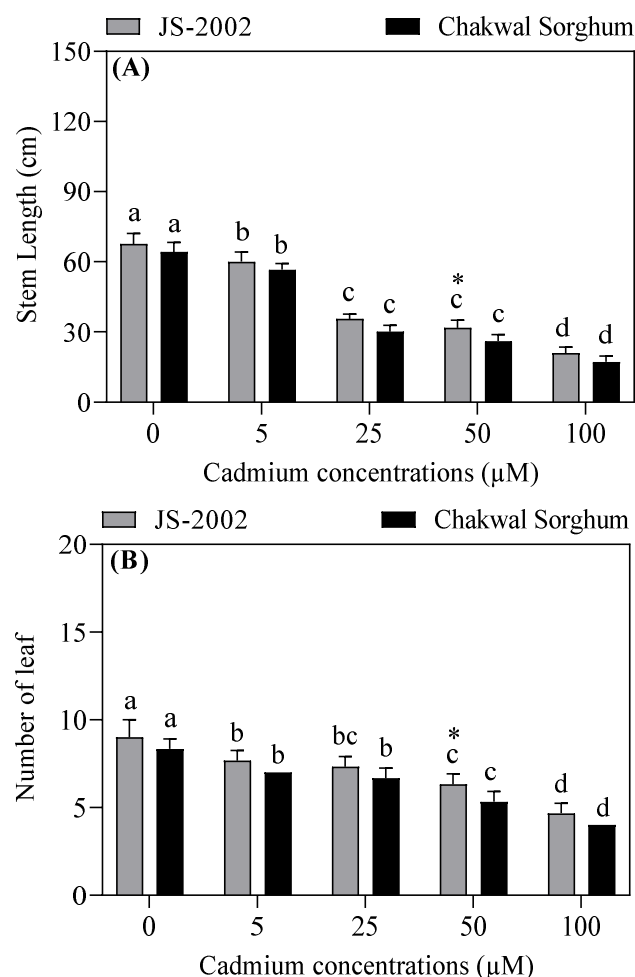 JS-2002 Chakwal Sorghum
(A)
150
120
90
60
30
0
Stem Length (cm)
a a b b c c * c c d d
0 5 25 50 100
Cadmium concentrations (µM)
JS-2002 Chakwal Sorghum
(B)
20
15
10
5
0
Number of leaf
a a b b bc b * c c d d
0 5 25 50 100
Cadmium concentrations (µM)